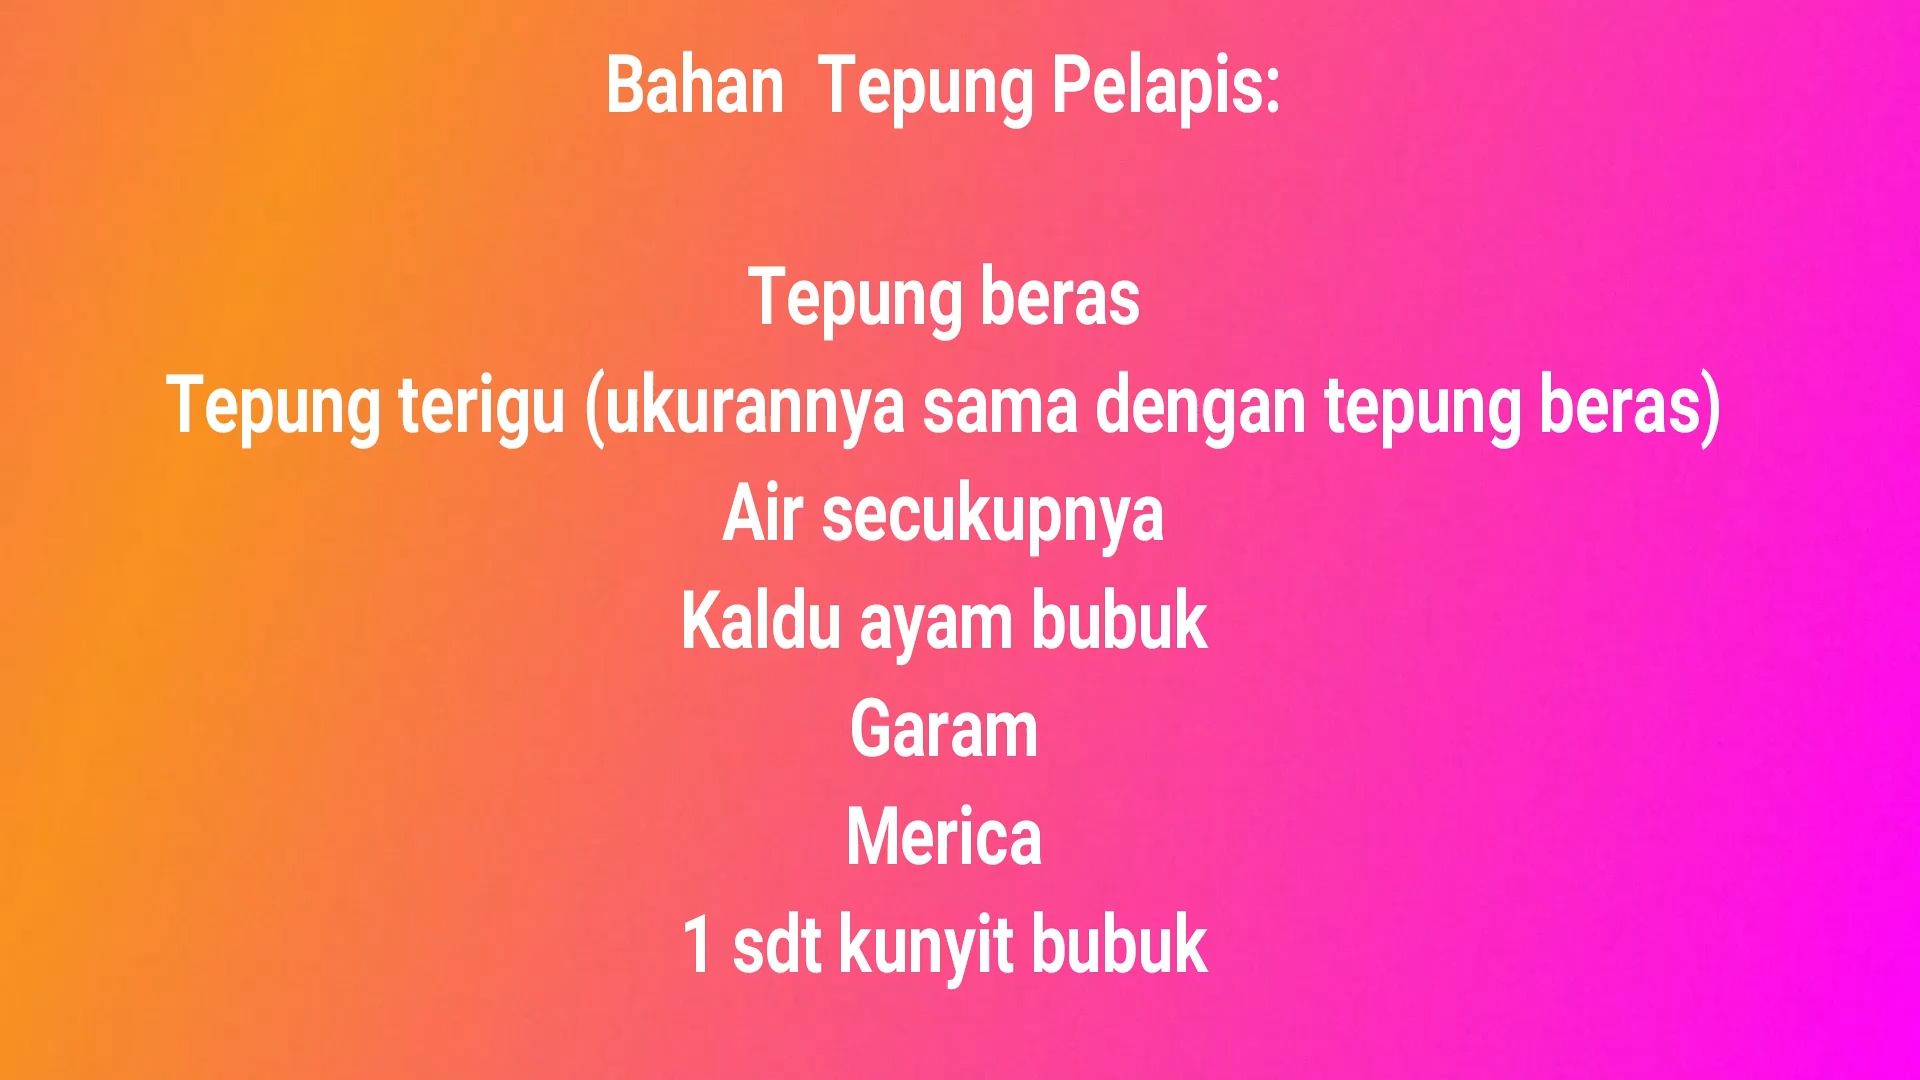 Bahan  Tepung Pelapis:
Tepung beras
Tepung terigu (ukurannya sama dengan tepung beras)
Air secukupnya
Kaldu ayam bubuk
Garam
Merica
1 sdt kunyit bubuk